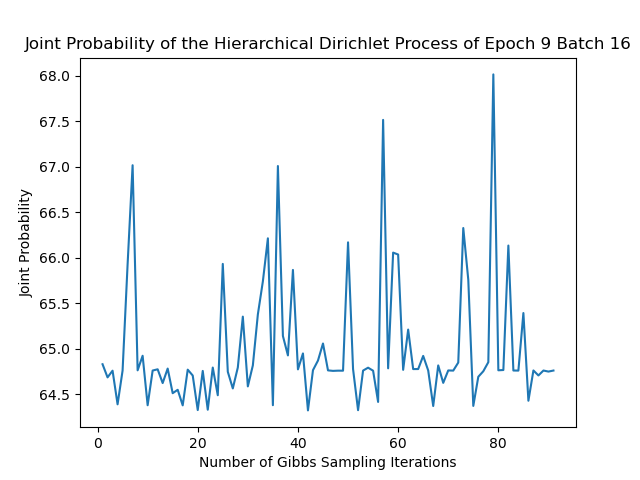 Joint Probability of the Hierarchical Dirichlet Process of Epoch 9 Batch 16
68.0
67.5
67.0
66.5
66.0
65.5
65.0
64.5
Joint Probability
0 20 40 60 80
Number of Gibbs Sampling Iterations